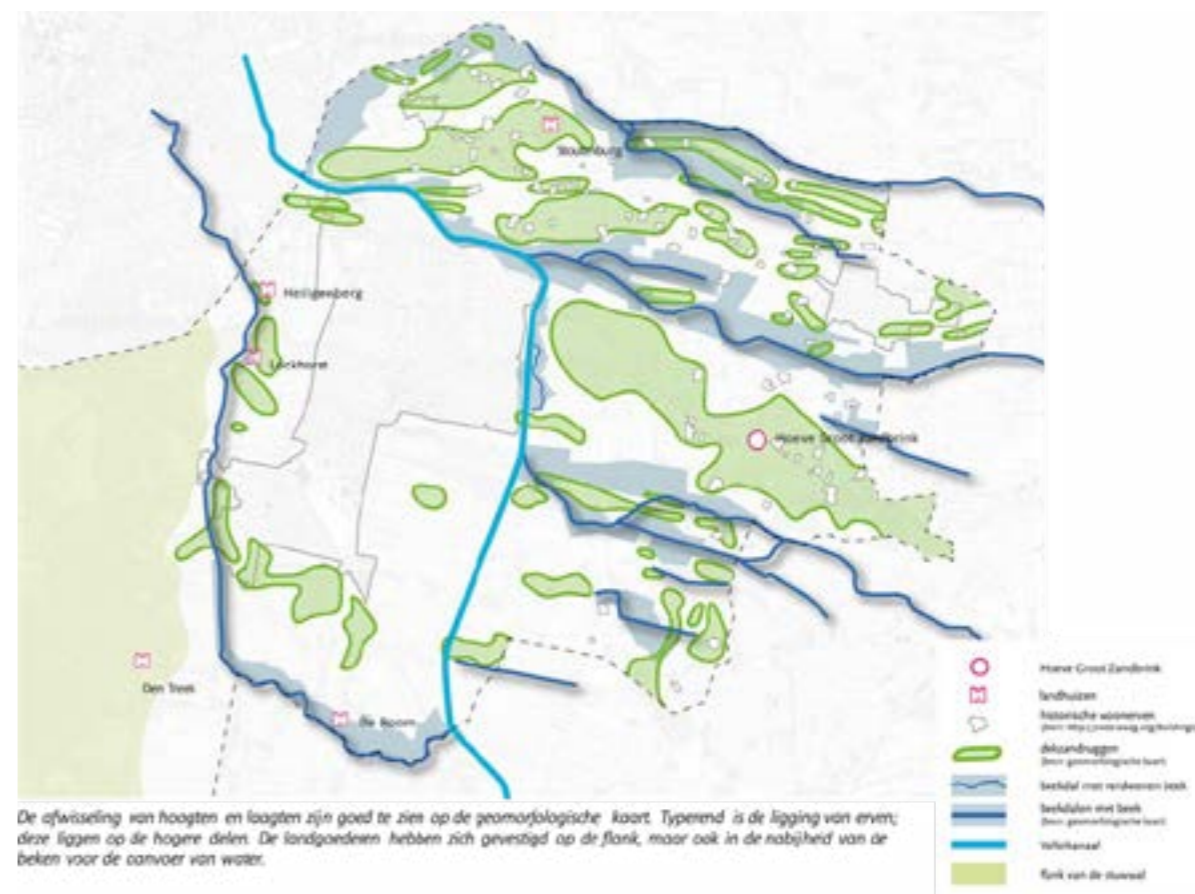 Stoutenburg
Heiligenberg
Lockhorst
Hoeve Groot Zandbrink
Den Treek
De Boom
Hoeve Groot Zandbrink
landhuizen
historische woonerven
dekzandruggen
(bron: geomorfologische kaart)
beekdal met verdwenen beek
beekdalen met beek
(bron: geomorfologische kaart)
Valleikanaal
flank van de stuwwal
De afwisseling van hoogten en laagten zijn goed te zien op de geomorfologische kaart. Typerend is de ligging van erven;
deze liggen op de hogere delen. De landgoederen hebben zich gevestigd op de flank, maar ook in de nabijheid van de
beken voor de aanvoer van water.